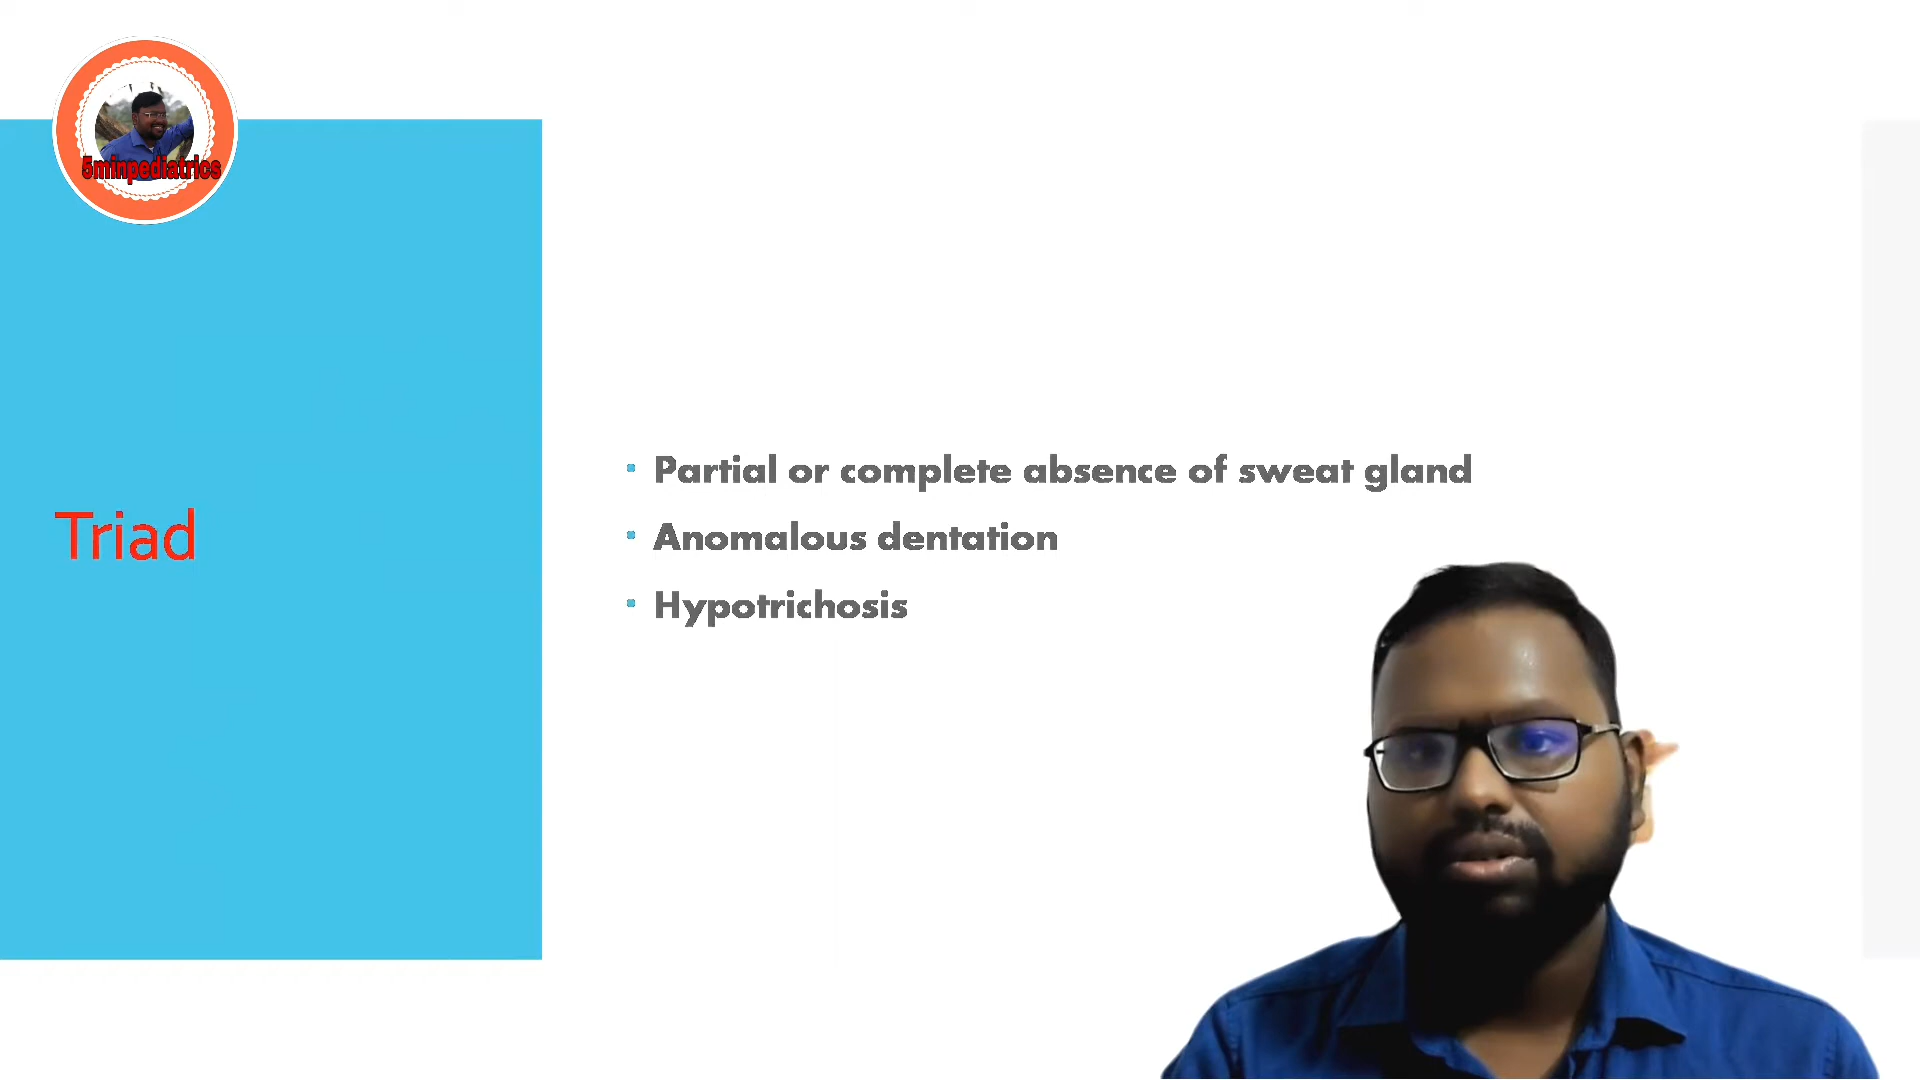 5minpediatrics
Triad
Partial or complete absence of sweat gland
Anomalous dentation
Hypotrichosis